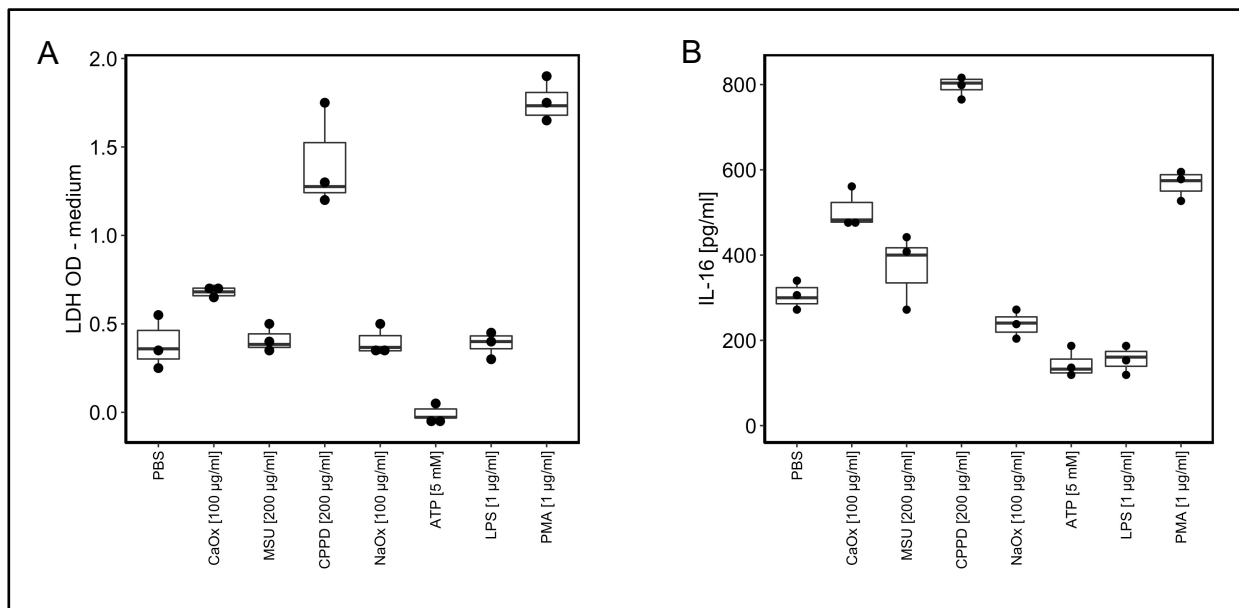 A
LDH OD - medium
2.0
1.5
1.0
0.5
0.0
PBS
CaOx [100 µg/ml]
MSU [200 µg/ml]
CPPD [200 µg/ml]
NaOx [100 µg/ml]
ATP [5 mM]
LPS [1 µg/ml]
PMA [1 µg/ml]
B
IL-16 [pg/ml]
800
600
400
200
0
PBS
CaOx [100 µg/ml]
MSU [200 µg/ml]
CPPD [200 µg/ml]
NaOx [100 µg/ml]
ATP [5 mM]
LPS [1 µg/ml]
PMA [1 µg/ml]